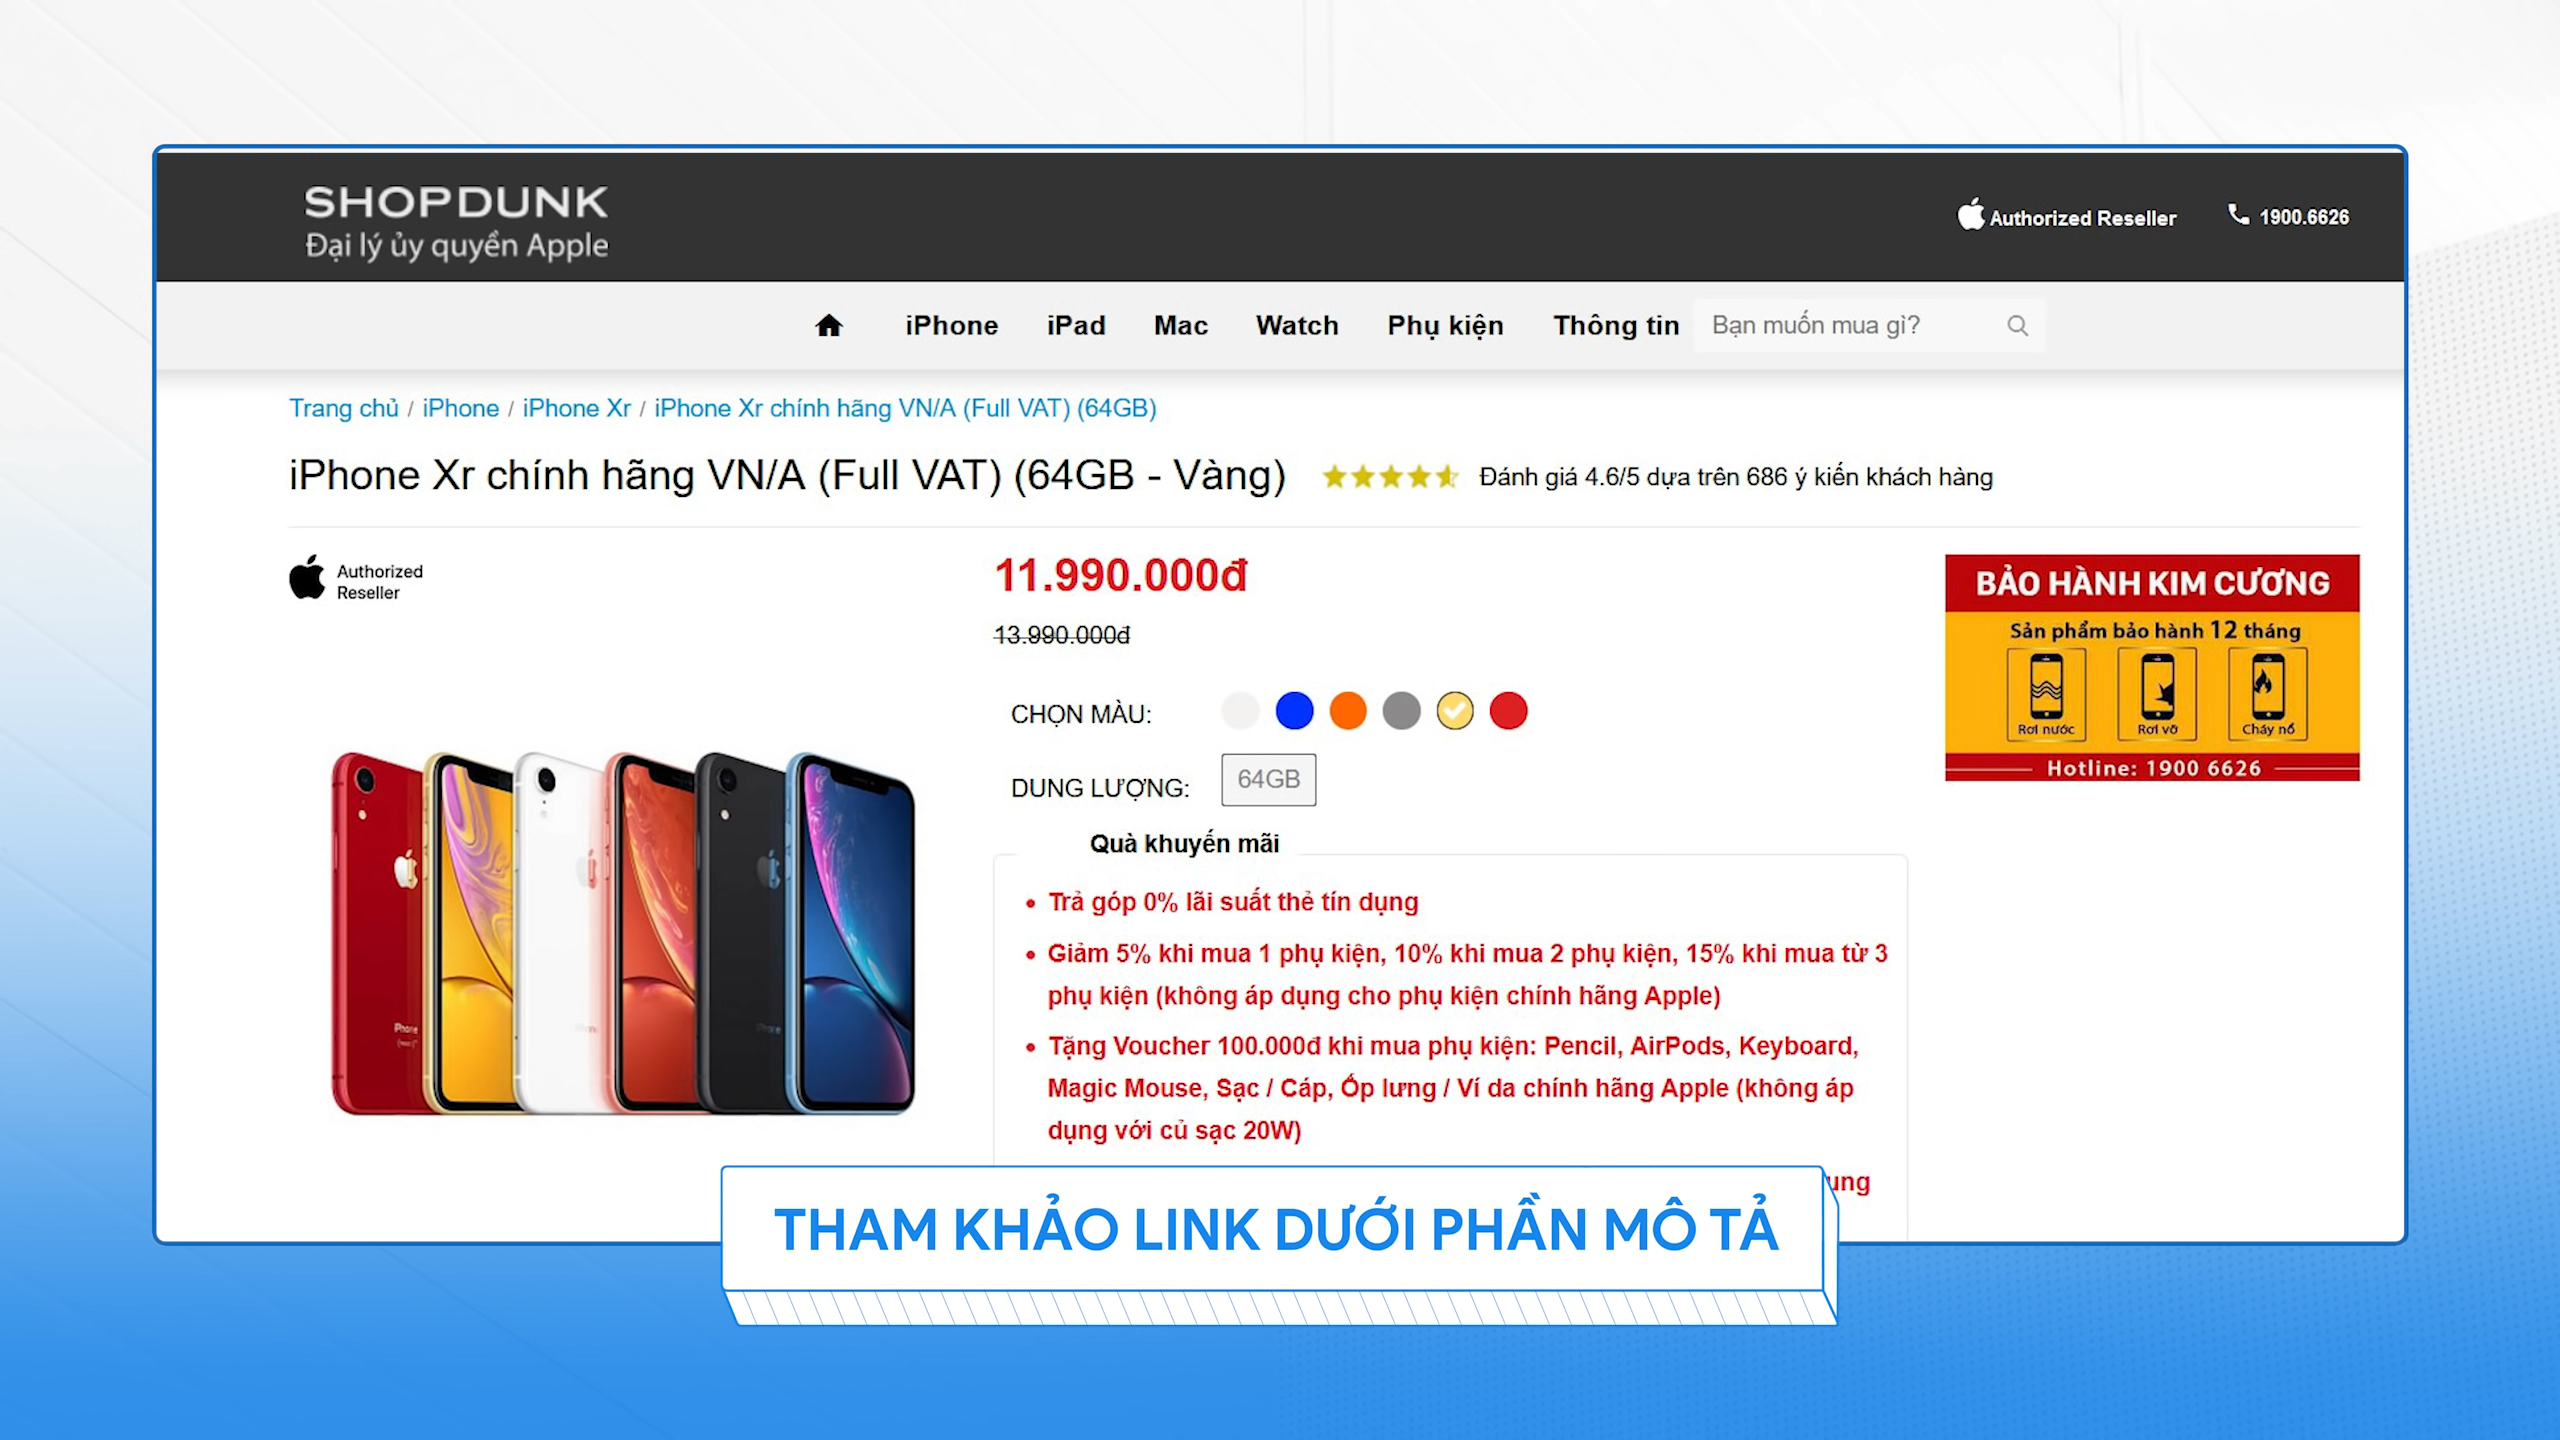 SHOPDUNK
Đại lý ủy quyền Apple
Authorized Reseller
1900.6626
iPhone
iPad
Mac
Watch
Phụ kiện
Thông tin
Bạn muốn mua gì?
Trang chủ / iPhone / iPhone Xr / iPhone Xr chính hãng VN/A (Full VAT) (64GB)
iPhone Xr chính hãng VN/A (Full VAT) (64GB - Vàng)
Đánh giá 4.6/5 dựa trên 686 ý kiến khách hàng
Authorized
Reseller
11.990.000đ
13.990.000đ
CHỌN MÀU:
DUNG LƯỢNG:
64GB
Quà khuyến mãi
• Trả góp 0% lãi suất thẻ tín dụng
• Giảm 5% khi mua 1 phụ kiện, 10% khi mua 2 phụ kiện, 15% khi mua từ 3
phụ kiện (không áp dụng cho phụ kiện chính hãng Apple)
• Tặng Voucher 100.000đ khi mua phụ kiện: Pencil, AirPods, Keyboard,
Magic Mouse, Sạc / Cáp, Ốp lưng / Ví da chính hãng Apple (không áp
dụng với củ sạc 20W)
BẢO HÀNH KIM CƯƠNG
Sản phẩm bảo hành 12 tháng
Rơi nước
Rơi vỡ
Cháy nổ
Hotline: 1900 6626
iPhone
THAM KHẢO LINK DƯỚI PHẦN MÔ TẢ